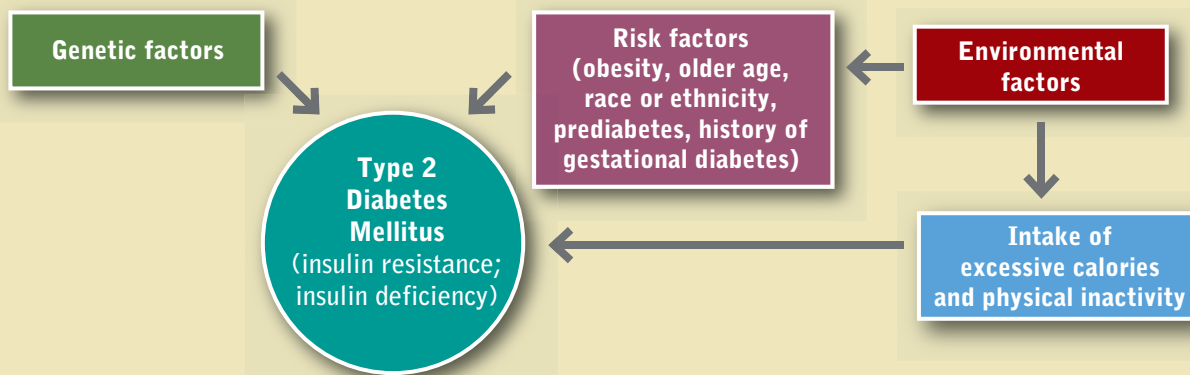 Genetic factors
Risk factors
(obesity, older age,
race or ethnicity,
prediabetes, history of
gestational diabetes)
Environmental
factors
Type 2
Diabetes
Mellitus
(insulin resistance;
insulin deficiency)
Intake of
excessive calories
and physical inactivity